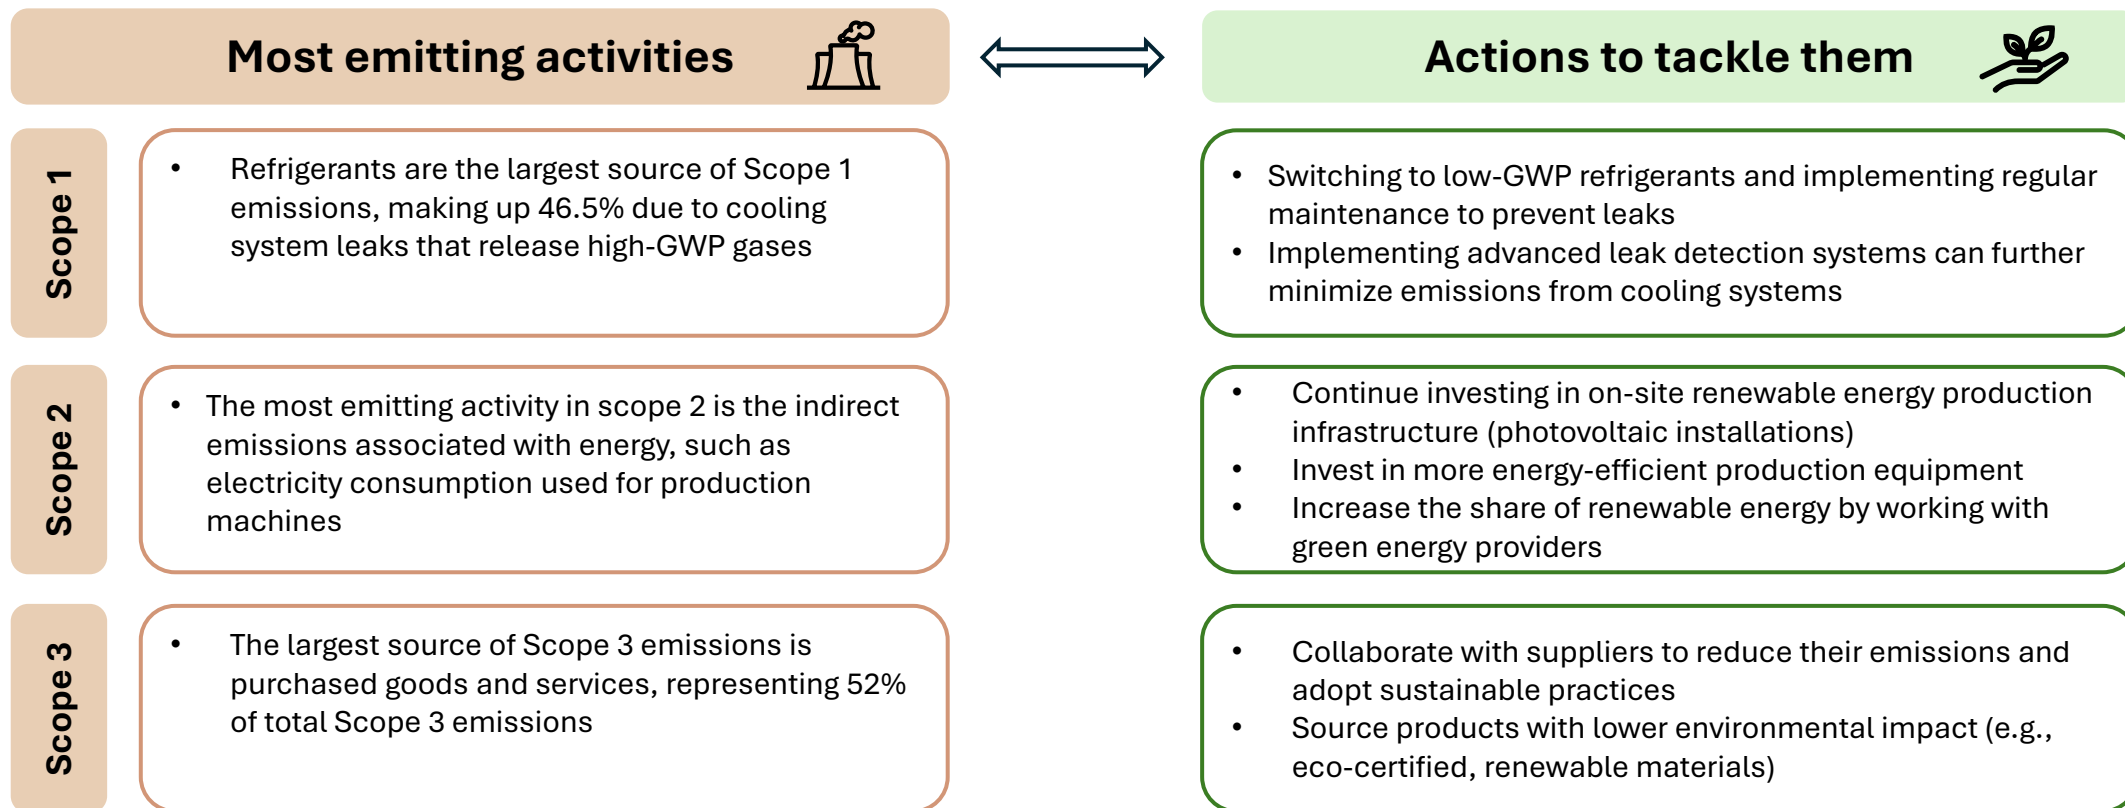 Most emitting activities
Actions to tackle them
Scope 1
• Refrigerants are the largest source of Scope 1
emissions, making up 46.5% due to cooling
system leaks that release high-GWP gases
• Switching to low-GWP refrigerants and implementing regular
maintenance to prevent leaks
• Implementing advanced leak detection systems can further
minimize emissions from cooling systems
Scope 2
• The most emitting activity in scope 2 is the indirect
emissions associated with energy, such as
electricity consumption used for production
machines
• Continue investing in on-site renewable energy production
infrastructure (photovoltaic installations)
• Invest in more energy-efficient production equipment
• Increase the share of renewable energy by working with
green energy providers
Scope 3
• The largest source of Scope 3 emissions is
purchased goods and services, representing 52%
of total Scope 3 emissions
• Collaborate with suppliers to reduce their emissions and
adopt sustainable practices
• Source products with lower environmental impact (e.g.,
eco-certified, renewable materials)